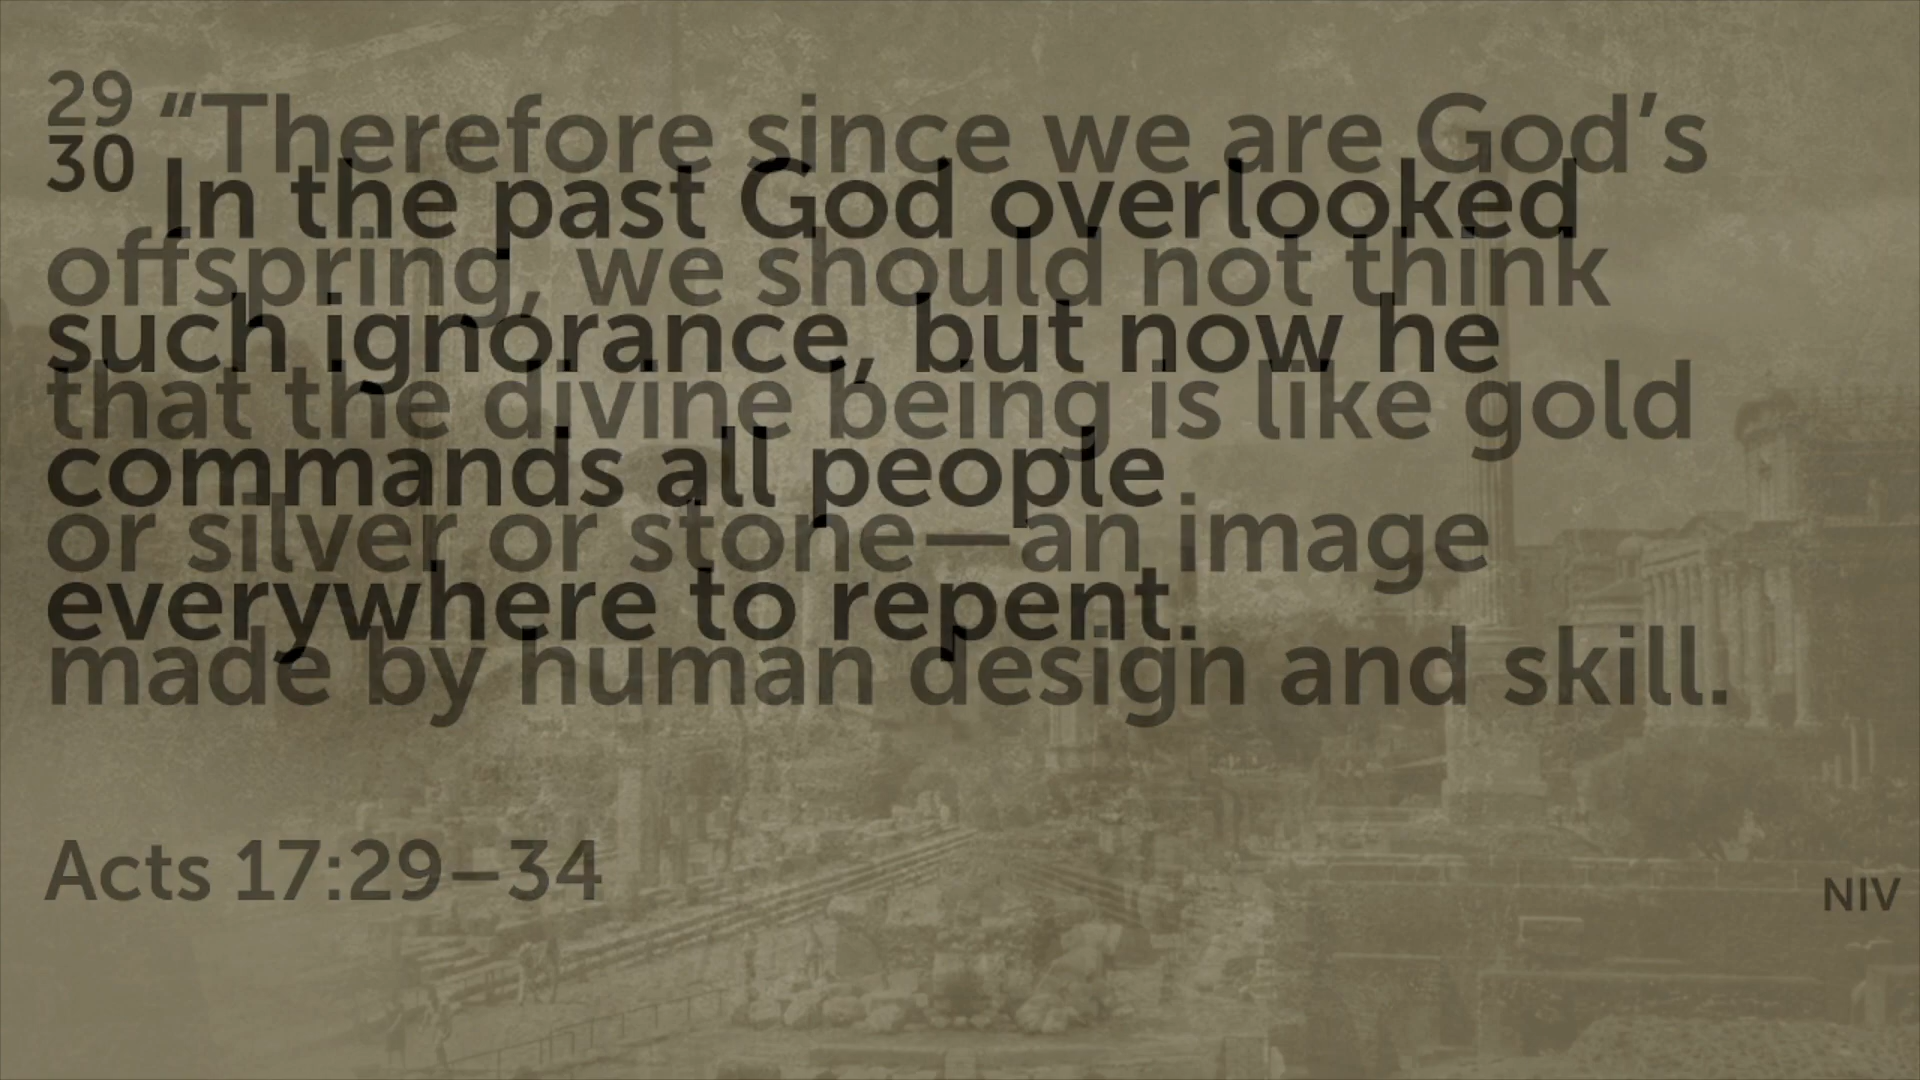 29 “Therefore since we are God’s
offspring, we should not think
that the divine being is like gold
or silver or stone—an image
made by human design and skill.
30 In the past God overlooked
such ignorance, but now he
commands all people
everywhere to repent.
Acts 17:29–34
NIV